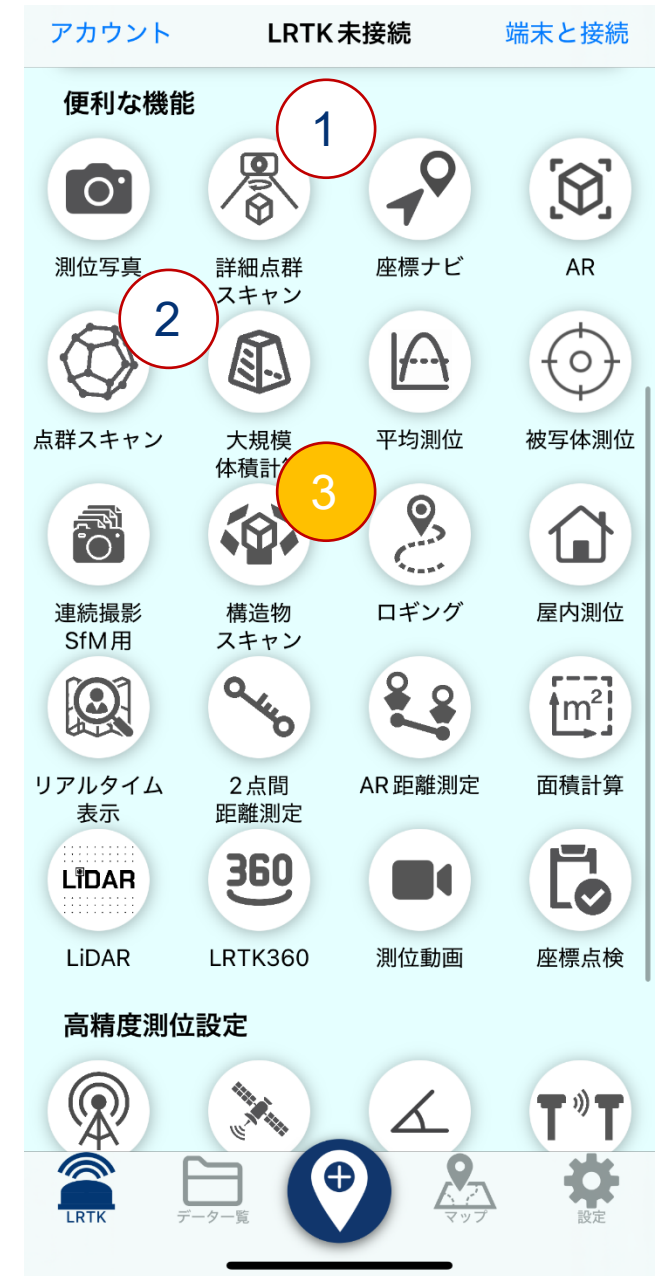 アカウント
LRTK 未接続
端末と接続
便利な機能
1
測位写真
詳細点群
スキャン
座標ナビ
AR
2
点群スキャン
大規模
体積計算
平均測位
被写体測位
3
連続撮影
SfM用
構造物
スキャン
ロギング
屋内測位
m²
リアルタイム
表示
2点間
距離測定
AR距離測定
面積計算
LiDAR
360
LiDAR
LRTK360
測位動画
座標点検
高精度測位設定
LRTK
データ一覧
マップ
設定